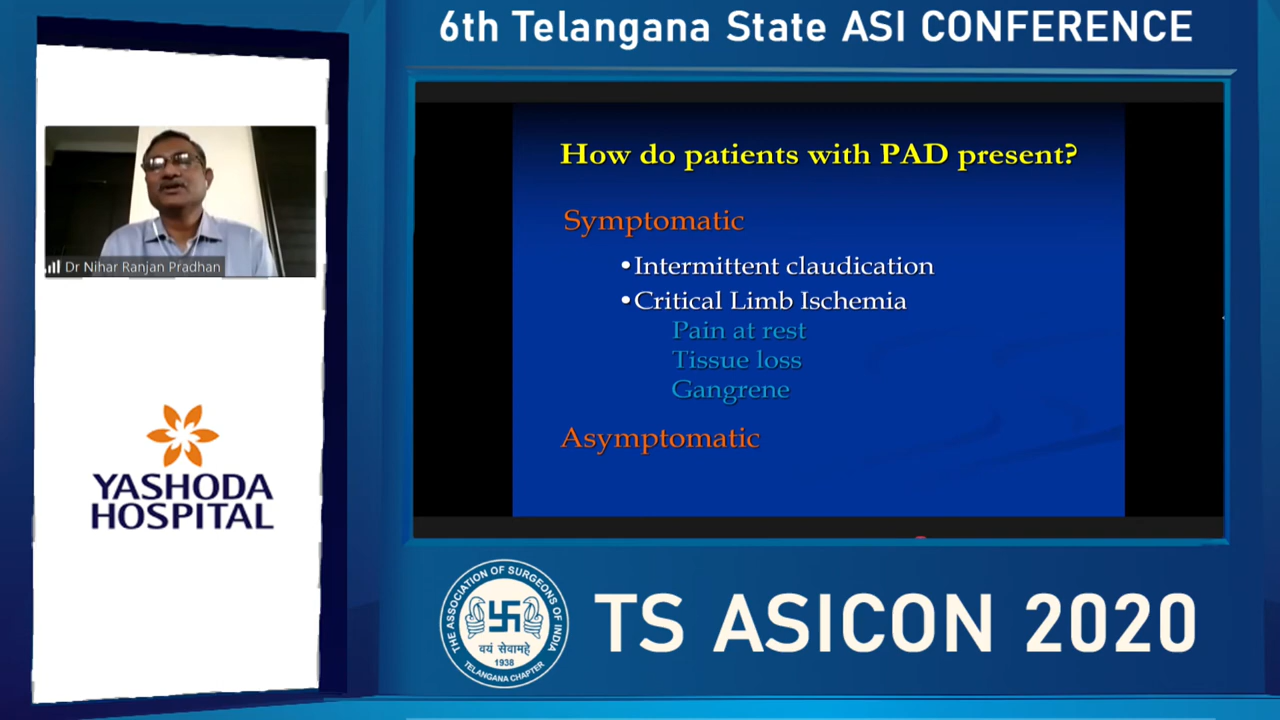 6th Telangana State ASI CONFERENCE
Dr Nihar Ranjan Pradhan
YASHODA
HOSPITAL
How do patients with PAD present?
Symptomatic
•Intermittent claudication
•Critical Limb Ischemia
Pain at rest
Tissue loss
Gangrene
Asymptomatic
THE ASSOCIATION OF SURGEONS OF INDIA
वयं सेवामहे
1938
TELANGANA CHAPTER
TS ASICON 2020